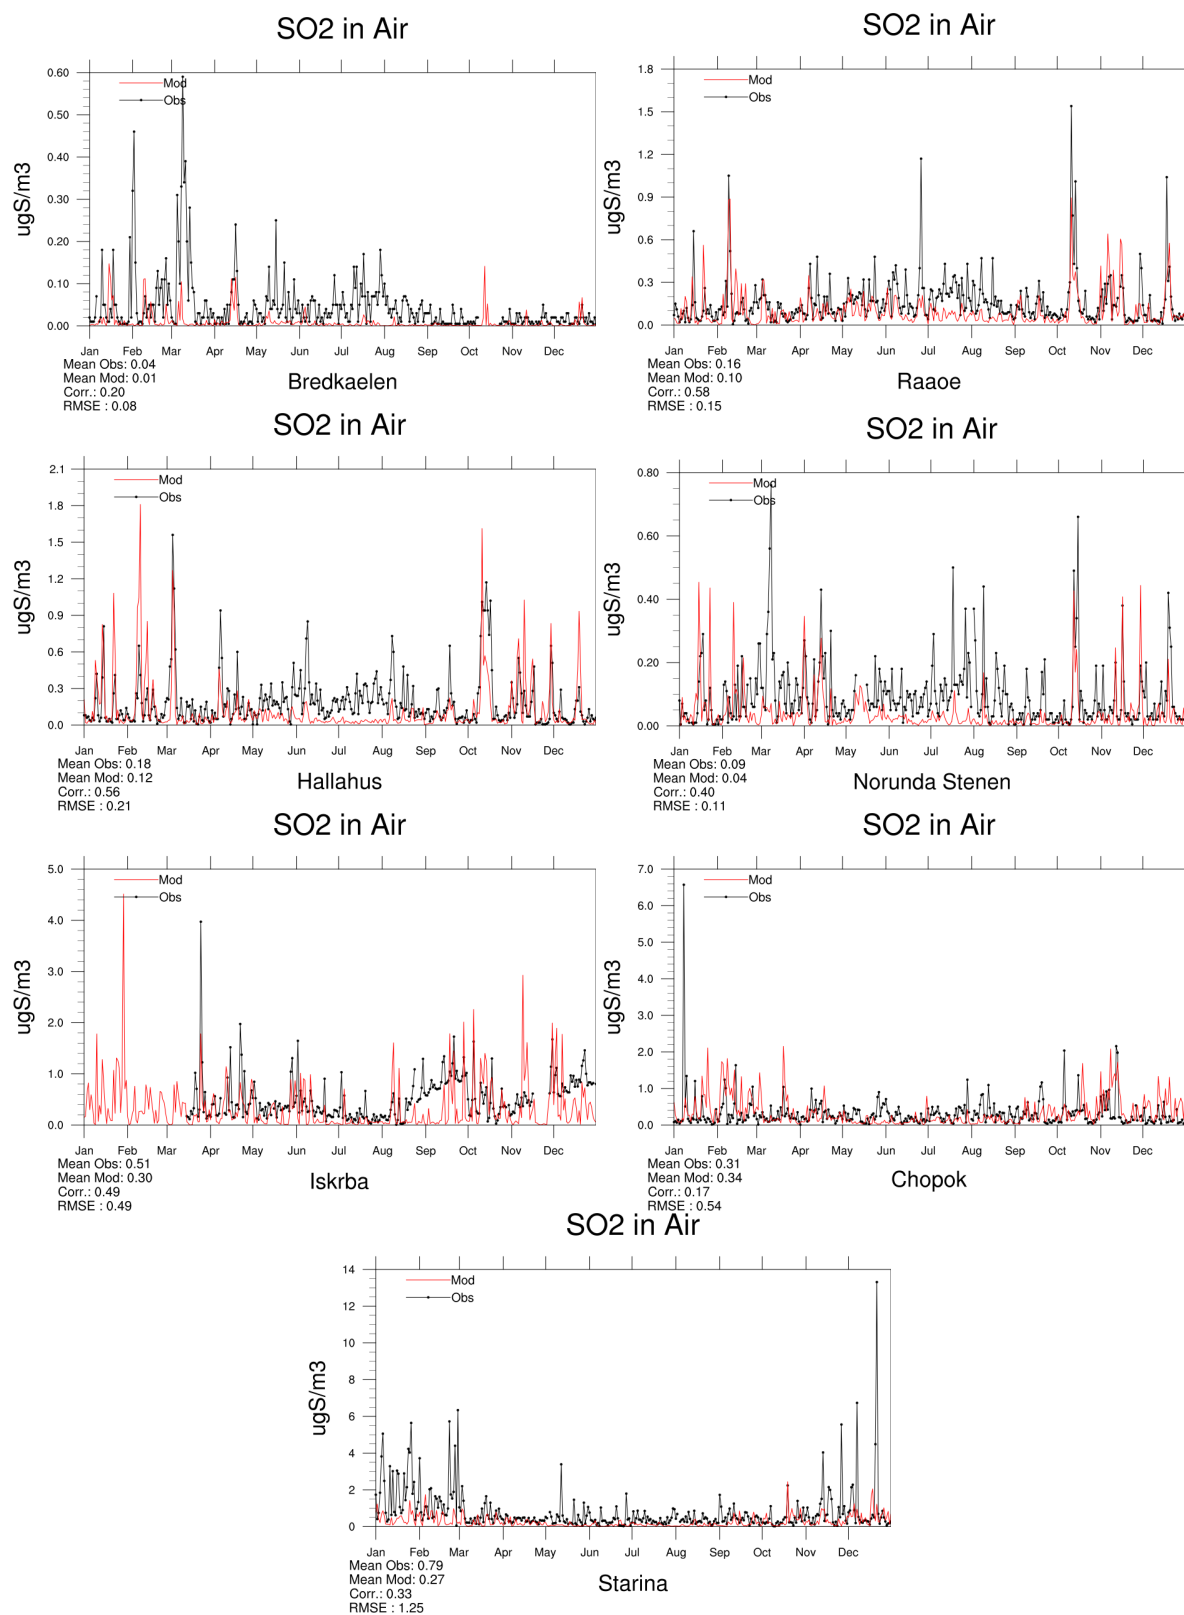 SO2 in Air
ugS/m3
0.60
0.50
0.40
0.30
0.20
0.10
0.00
Mod
Obs
Jan Feb Mar Apr May Jun Jul Aug Sep Oct Nov Dec
Mean Obs: 0.04
Mean Mod: 0.01
Corr.: 0.20
RMSE : 0.08
Bredkaelen
SO2 in Air
ugS/m3
1.8
1.5
1.2
0.9
0.6
0.3
0.0
Mod
Obs
Jan Feb Mar Apr May Jun Jul Aug Sep Oct Nov Dec
Mean Obs: 0.16
Mean Mod: 0.10
Corr.: 0.58
RMSE : 0.15
Raaoe
SO2 in Air
ugS/m3
2.1
1.8
1.5
1.2
0.9
0.6
0.3
0.0
Mod
Obs
Jan Feb Mar Apr May Jun Jul Aug Sep Oct Nov Dec
Mean Obs: 0.18
Mean Mod: 0.12
Corr.: 0.56
RMSE : 0.21
Hallahus
SO2 in Air
ugS/m3
0.80
0.60
0.40
0.20
0.00
Mod
Obs
Jan Feb Mar Apr May Jun Jul Aug Sep Oct Nov Dec
Mean Obs: 0.09
Mean Mod: 0.04
Corr.: 0.40
RMSE : 0.11
Norunda Stenen
SO2 in Air
ugS/m3
5.0
4.0
3.0
2.0
1.0
0.0
Mod
Obs
Jan Feb Mar Apr May Jun Jul Aug Sep Oct Nov Dec
Mean Obs: 0.51
Mean Mod: 0.30
Corr.: 0.49
RMSE : 0.49
Iskrba
SO2 in Air
ugS/m3
7.0
6.0
5.0
4.0
3.0
2.0
1.0
0.0
Mod
Obs
Jan Feb Mar Apr May Jun Jul Aug Sep Oct Nov Dec
Mean Obs: 0.31
Mean Mod: 0.34
Corr.: 0.17
RMSE : 0.54
Chopok
SO2 in Air
ugS/m3
14
12
10
8
6
4
2
0
Mod
Obs
Jan Feb Mar Apr May Jun Jul Aug Sep Oct Nov Dec
Mean Obs: 0.79
Mean Mod: 0.27
Corr.: 0.33
RMSE : 1.25
Starina